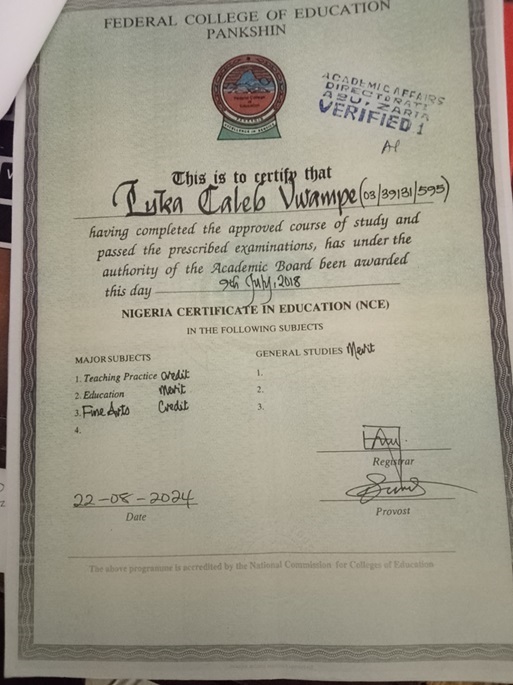 FEDERAL COLLEGE OF EDUCATION
PANKSHIN
ACADEMIC AFFAIRS
DIRECTORATE
ABU, ZARIA
VERIFIED 1
This is to certify that
Luka Caleb Vwampe (03/39131/595)
having completed the approved course of study and
passed the prescribed examinations, has under the
authority of the Academic Board been awarded
this day 9th July, 2018
NIGERIA CERTIFICATE IN EDUCATION (NCE)
IN THE FOLLOWING SUBJECTS
MAJOR SUBJECTS
1. Teaching Practice Credit
2. Education Merit
3. Fine Arts Credit
4.
GENERAL STUDIES Merit
1.
2.
3.
Registrar
22-08-2024
Date
Provost
The above programme is accredited by the National Commission for Colleges of Education